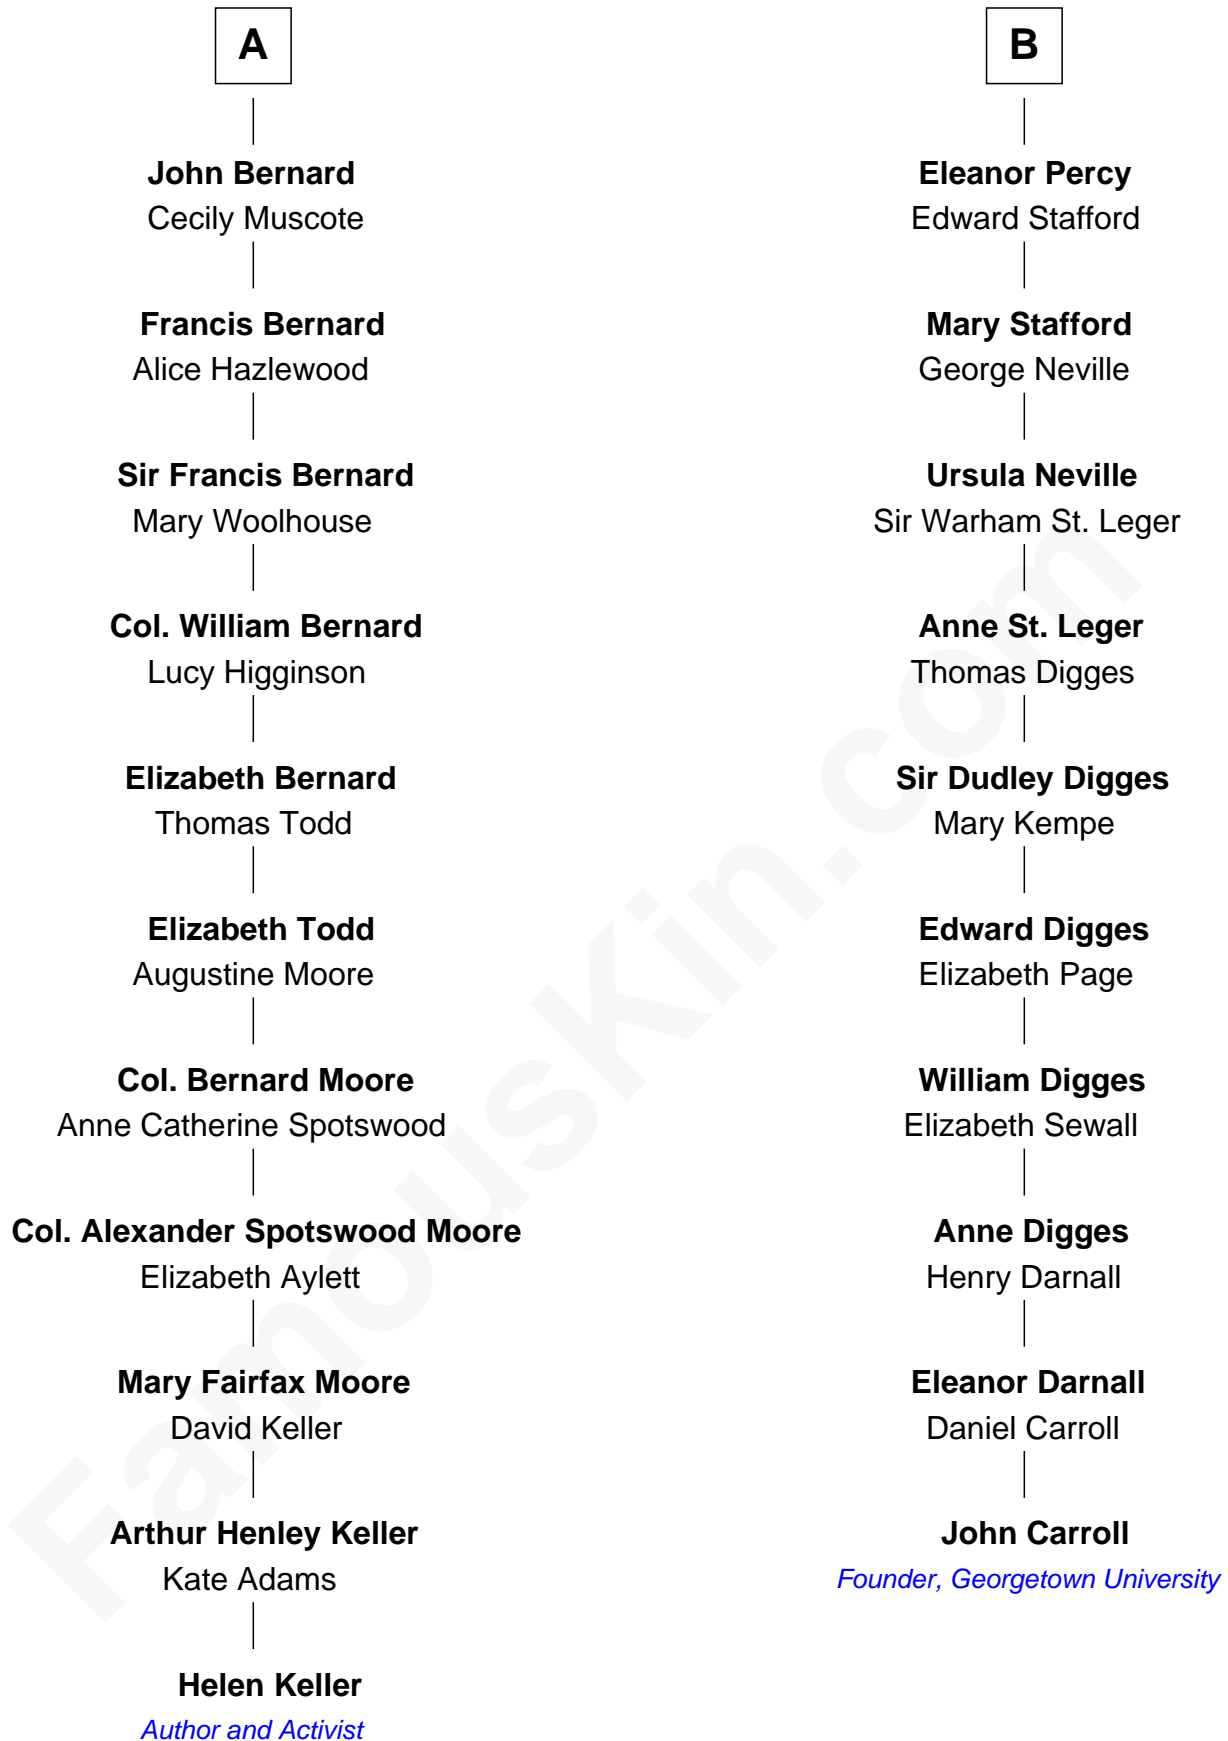 A
John Bernard
Cecily Muscote
Francis Bernard
Alice Hazlewood
Sir Francis Bernard
Mary Woolhouse
Col. William Bernard
Lucy Higginson
Elizabeth Bernard
Thomas Todd
Elizabeth Todd
Augustine Moore
Col. Bernard Moore
Anne Catherine Spotswood
Col. Alexander Spotswood Moore
Elizabeth Aylett
Mary Fairfax Moore
David Keller
Arthur Henley Keller
Kate Adams
Helen Keller
Author and Activist
B
Eleanor Percy
Edward Stafford
Mary Stafford
George Neville
Ursula Neville
Sir Warham St. Leger
Anne St. Leger
Thomas Digges
Sir Dudley Digges
Mary Kempe
Edward Digges
Elizabeth Page
William Digges
Elizabeth Sewall
Anne Digges
Henry Darnall
Eleanor Darnall
Daniel Carroll
John Carroll
Founder, Georgetown University
FamousKin.com